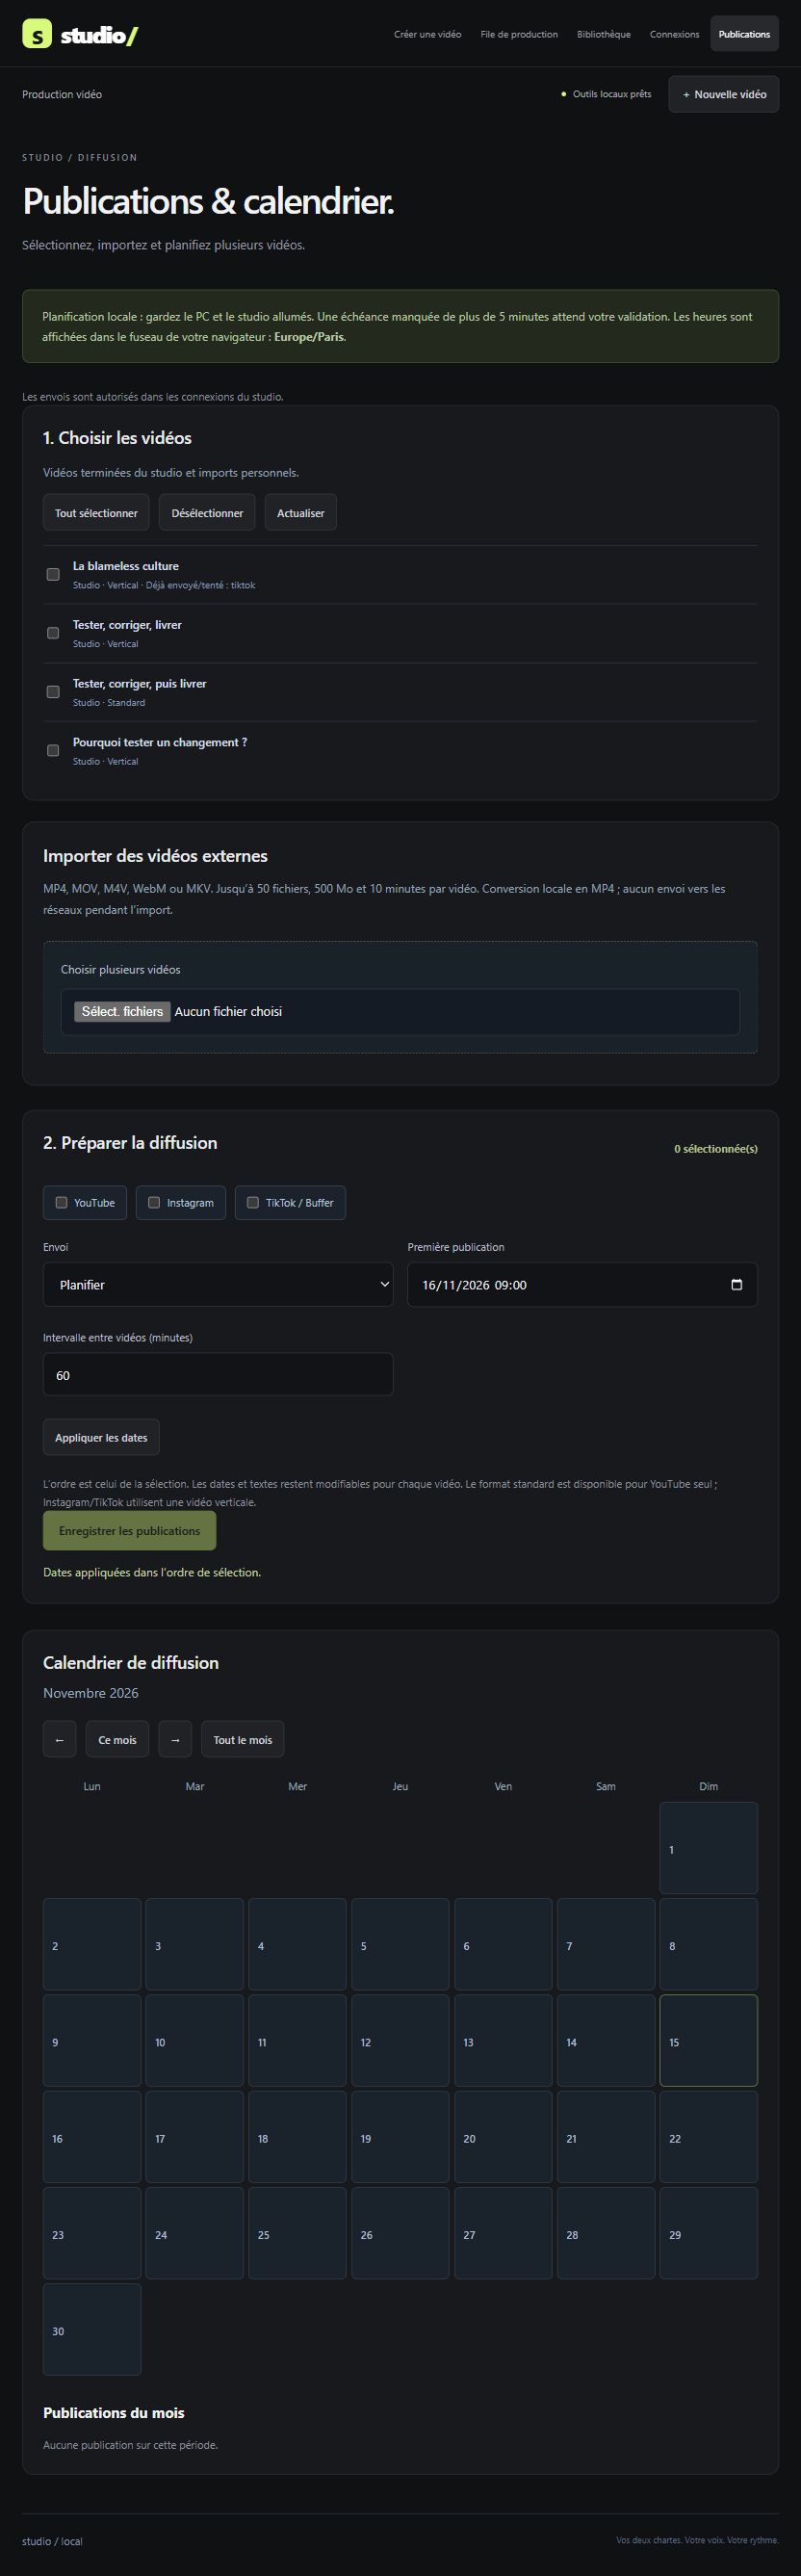 s studio/
Créer une vidéo File de production Bibliothèque Connexions Publications
Production vidéo
Outils locaux prêts
+ Nouvelle vidéo
STUDIO / DIFFUSION
Publications & calendrier.
Sélectionnez, importez et planifiez plusieurs vidéos.
Planification locale : gardez le PC et le studio allumés. Une échéance manquée de plus de 5 minutes attend votre validation. Les heures sont
affichées dans le fuseau de votre navigateur : Europe/Paris.
Les envois sont autorisés dans les connexions du studio.
1. Choisir les vidéos
Vidéos terminées du studio et imports personnels.
Tout sélectionner Désélectionner Actualiser
La blameless culture
Studio · Vertical · Déjà envoyé/tenté : tiktok
Tester, corriger, livrer
Studio · Vertical
Tester, corriger, puis livrer
Studio · Standard
Pourquoi tester un changement ?
Studio · Vertical
Importer des vidéos externes
MP4, MOV, M4V, WebM ou MKV. Jusqu'à 50 fichiers, 500 Mo et 10 minutes par vidéo. Conversion locale en MP4 ; aucun envoi vers les
réseaux pendant l'import.
Choisir plusieurs vidéos
Sélect. fichiers Aucun fichier choisi
2. Préparer la diffusion
0 sélectionnée(s)
YouTube Instagram TikTok / Buffer
Envoi Première publication
Planifier 16/11/2026 09:00
Intervalle entre vidéos (minutes)
60
Appliquer les dates
L'ordre est celui de la sélection. Les dates et textes restent modifiables pour chaque vidéo. Le format standard est disponible pour YouTube seul ;
Instagram/TikTok utilisent une vidéo verticale.
Enregistrer les publications
Dates appliquées dans l'ordre de sélection.
Calendrier de diffusion
Novembre 2026
← Ce mois → Tout le mois
Lun Mar Mer Jeu Ven Sam Dim
1
2 3 4 5 6 7 8
9 10 11 12 13 14 15
16 17 18 19 20 21 22
23 24 25 26 27 28 29
30
Publications du mois
Aucune publication sur cette période.
studio / local
Vos deux chartes. Votre voix. Votre rythme.